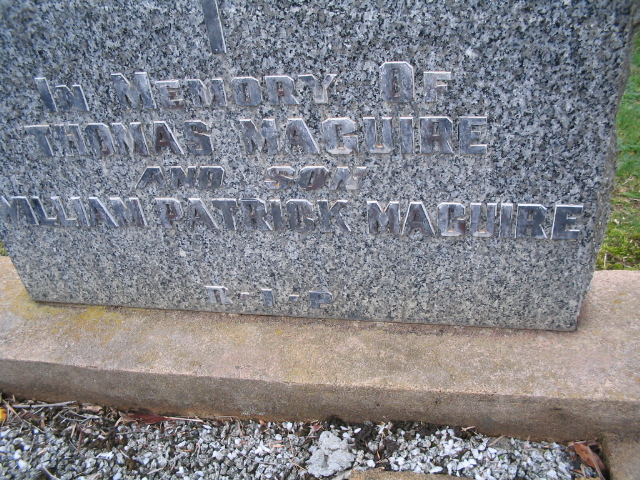 In Memory Of
THOMAS MAGUIRE
AND SON
WILLIAM PATRICK MAGUIRE
R-I-P